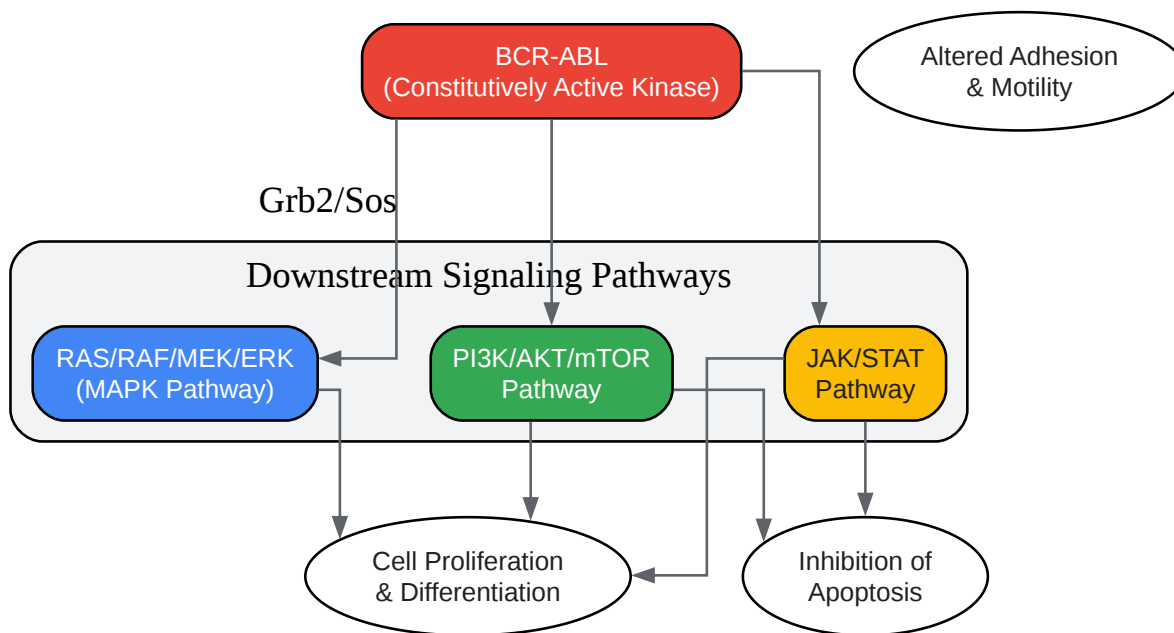 BCR-ABL
(Constitutively Active Kinase)
Altered Adhesion
& Motility
Grb2/Sos
Downstream Signaling Pathways
RAS/RAF/MEK/ERK
(MAPK Pathway)
PI3K/AKT/mTOR
Pathway
JAK/STAT
Pathway
Cell Proliferation
& Differentiation
Inhibition of
Apoptosis